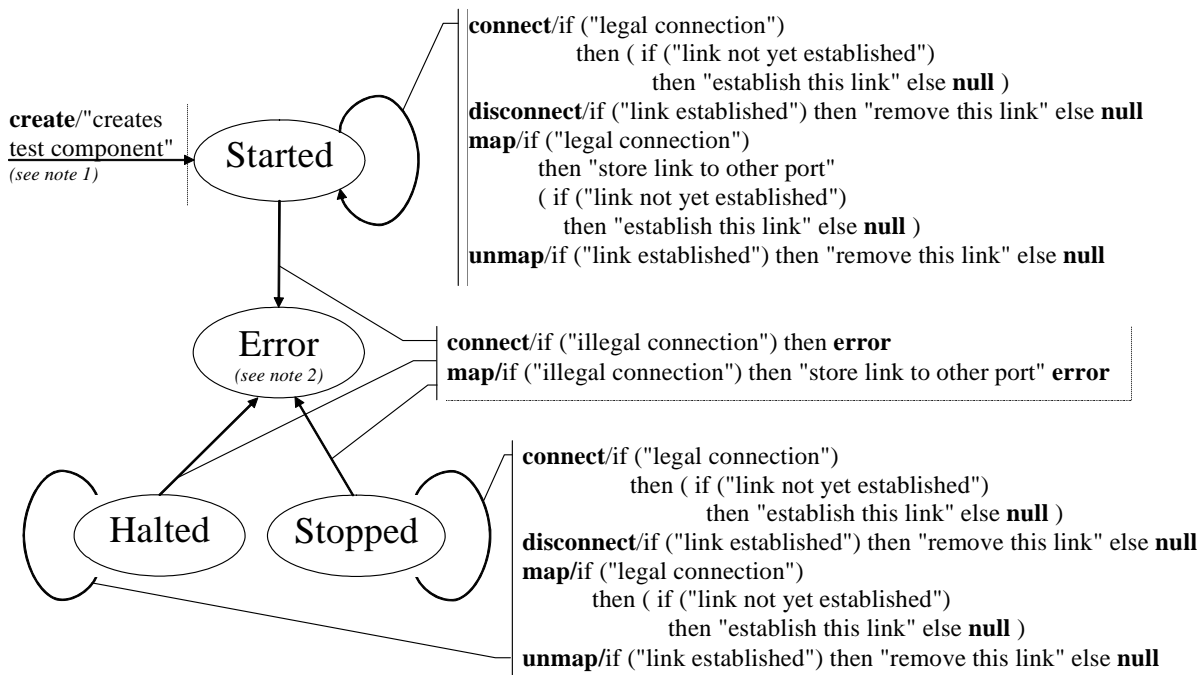 connect/if ("legal connection")
then ( if ("link not yet established")
then "establish this link" else null )
disconnect/if ("link established") then "remove this link" else null
map/if ("legal connection")
then "store link to other port"
( if ("link not yet established")
then "establish this link" else null )
unmap/if ("link established") then "remove this link" else null
create/"creates
test component"
(see note 1)
Started
Error
(see note 2)
connect/if ("illegal connection") then error
map/if ("illegal connection") then "store link to other port" error
Halted
Stopped
connect/if ("legal connection")
then ( if ("link not yet established")
then "establish this link" else null )
disconnect/if ("link established") then "remove this link" else null
map/if ("legal connection")
then ( if ("link not yet established")
then "establish this link" else null )
unmap/if ("link established") then "remove this link" else null